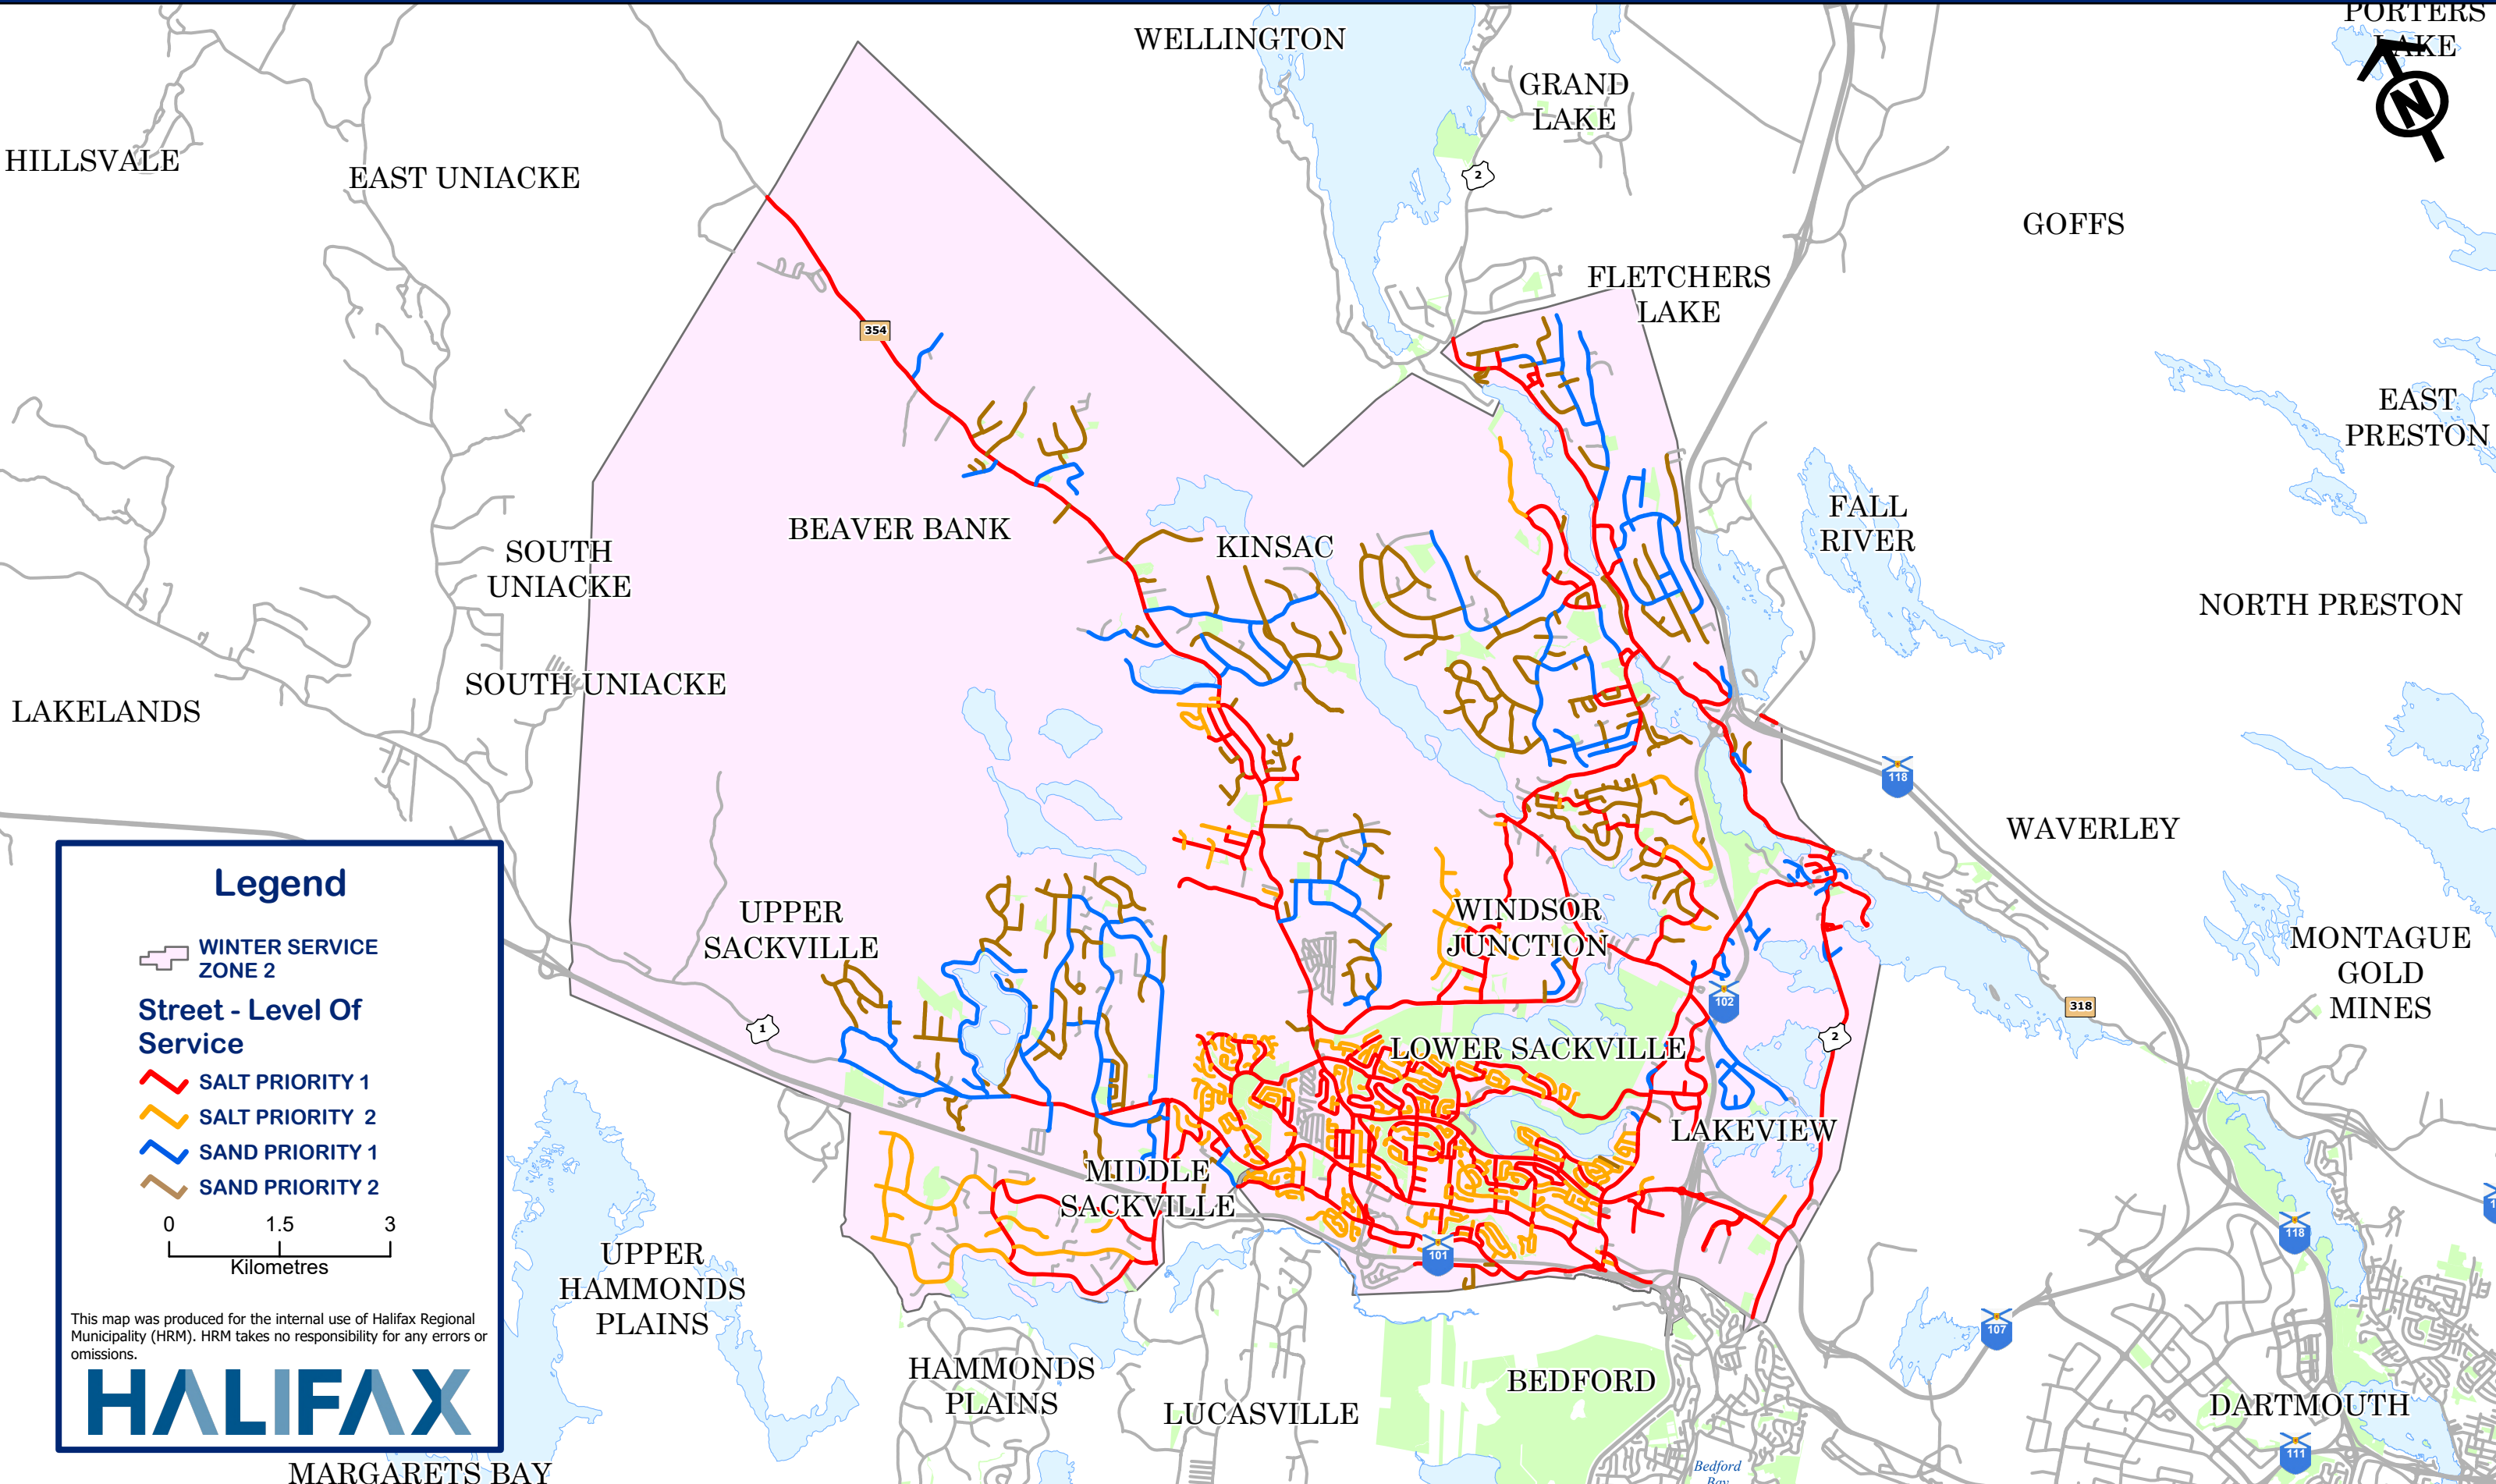 PORTERS
LAKE
N
WELLINGTON
GRAND
LAKE
2
HILLSVALE
EAST UNIACKE
GOFFS
FLETCHERS
LAKE
354
EAST
PRESTON
FALL
RIVER
BEAVER BANK
KINSAC
SOUTH
UNIACKE
NORTH PRESTON
SOUTH UNIACKE
LAKELANDS
118
WAVERLEY
UPPER
SACKVILLE
WINDSOR
JUNCTION
MONTAGUE
GOLD
MINES
102
318
1
2
LOWER SACKVILLE
LAKEVIEW
MIDDLE
SACKVILLE
118
101
UPPER
HAMMONDS
PLAINS
107
HAMMONDS
PLAINS
BEDFORD
LUCASVILLE
DARTMOUTH
111
Bedford
Bay
MARGARETS BAY
Legend
WINTER SERVICE
ZONE 2
Street - Level Of
Service
SALT PRIORITY 1
SALT PRIORITY 2
SAND PRIORITY 1
SAND PRIORITY 2
0 1.5 3
Kilometres
This map was produced for the internal use of Halifax Regional
Municipality (HRM). HRM takes no responsibility for any errors or
omissions.
HALIFAX